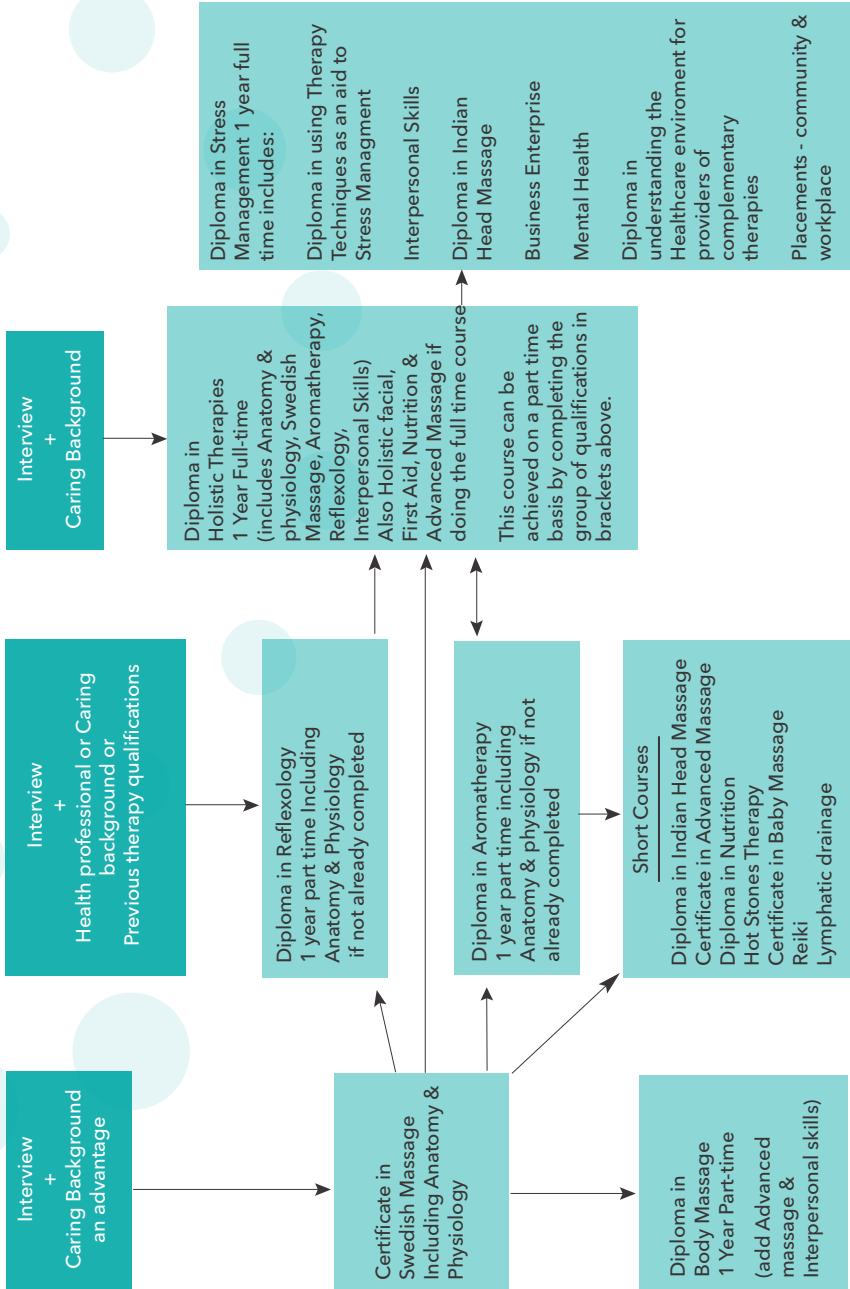 Interview
+
Caring Background
an advantage
Certificate in
Swedish Massage
Including Anatomy &
Physiology
Diploma in
Body Massage
1 Year Part-time
(add Advanced
massage &
Interpersonal skills)
Interview
+
Health professional or Caring
background or
Previous therapy qualifications
Diploma in Reflexology
1 year part time Including
Anatomy & Physiology
if not already completed
Diploma in Aromatherapy
1 year part time including
Anatomy & physiology if not
already completed
Short Courses
Diploma in Indian Head Massage
Certificate in Advanced Massage
Diploma in Nutrition
Hot Stones Therapy
Certificate in Baby Massage
Reiki
Lymphatic drainage
Interview
+
Caring Background
Diploma in
Holistic Therapies
1 Year Full-time
(includes Anatomy &
physiology, Swedish
Massage, Aromatherapy,
Reflexology,
Interpersonal Skills)
Also Holistic facial,
First Aid, Nutrition &
Advanced Massage if
doing the full time course
This course can be
achieved on a part time
basis by completing the
group of qualifications in
brackets above.
Diploma in Stress
Management 1 year full
time includes:
Diploma in using Therapy
Techniques as an aid to
Stress Managment
Interpersonal Skills
Diploma in Indian
Head Massage
Business Enterprise
Mental Health
Diploma in
understanding the
Healthcare enviroment for
providers of
complementary
therapies
Placements - community &
workplace